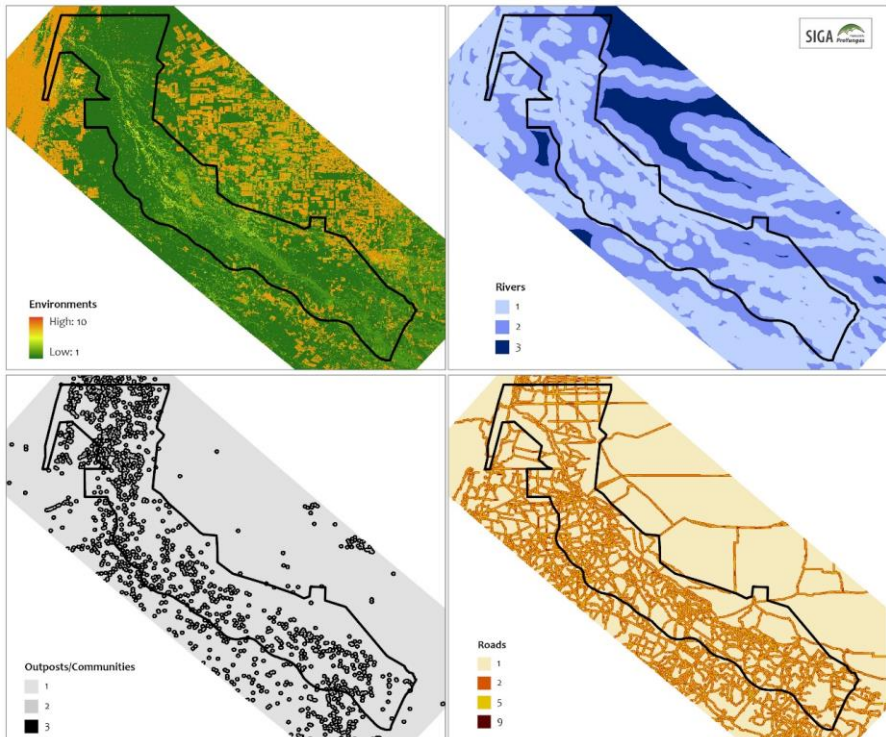 SIGA
ProYungas
Environments
High: 10
Low: 1
Rivers
1
2
3
Outposts/Communities
1
2
3
Roads
1
2
5
9